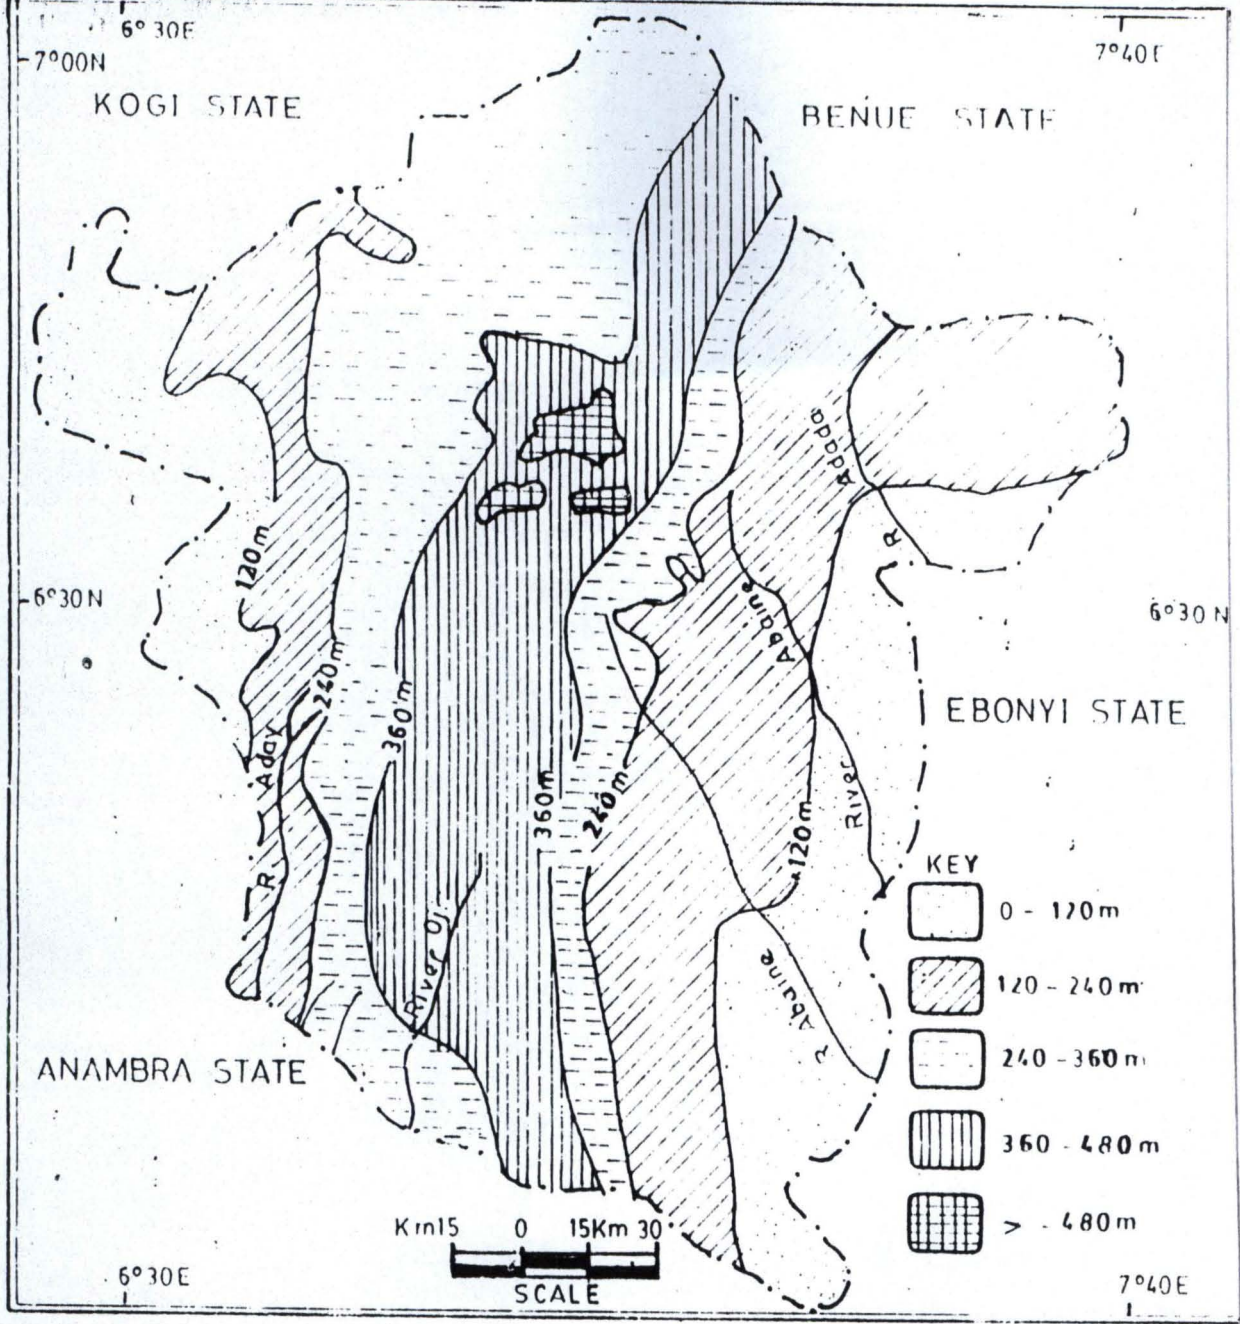 6° 30E
7°40E
7°00N
KOGI STATE
BENUE STATE
Adada
R
120m
6°30N
6°30N
Abaine
240m
360m
EBONYI STATE
Aday
River
360m
240m
120m
R
KEY
0 - 120m
River Oj.
120 - 240m
R Abaine
240 - 360m
ANAMBRA STATE
360 - 480m
> - 480m
Km15 0 15Km 30
SCALE
6°30E
7°40E